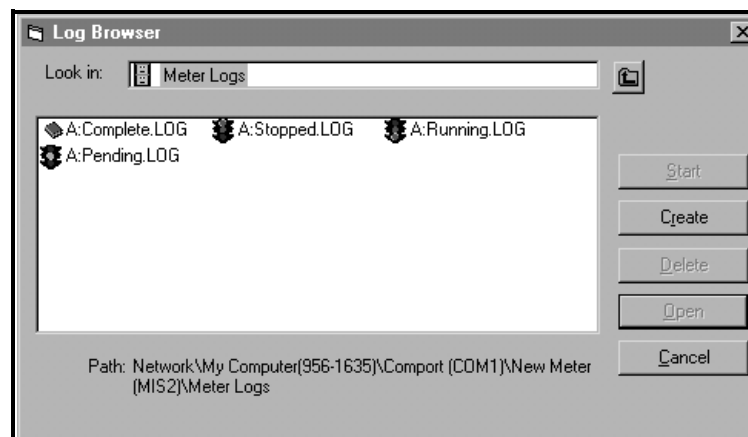 Log Browser
Look in: Meter Logs
A:Complete.LOG A:Stopped.LOG A:Running.LOG
A:Pending.LOG
Start
Create
Delete
Open
Cancel
Path: Network\My Computer(956-1635)\Comport (COM1)\New Meter
(MIS2)\Meter Logs